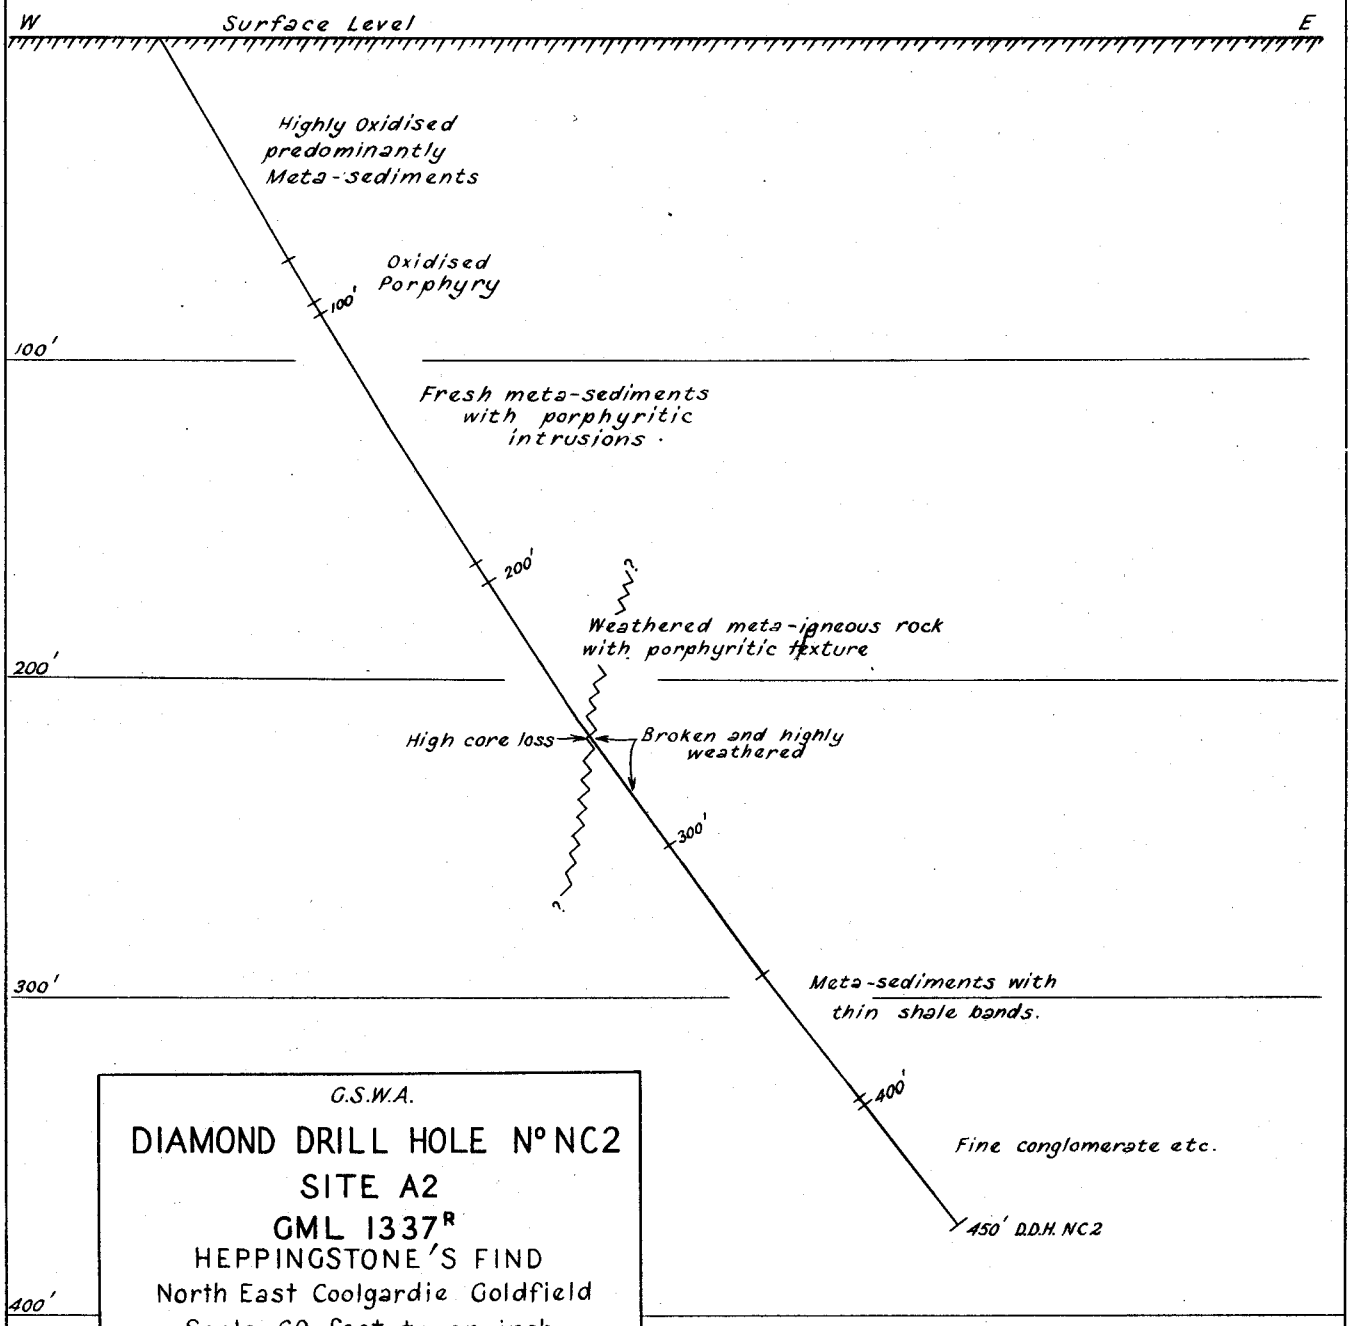 W
Surface Level
E
Highly Oxidised
predominantly
Meta-sediments
Oxidised
Porphyry
100'
100'
Fresh meta-sediments
with porphyritic
intrusions
200'
?
Weathered meta-igneous rock
with porphyritic texture
200'
High core loss
Broken and highly
weathered
300'
?
Meta-sediments with
300'
thin shale bands.
400'
G.S.W.A.
DIAMOND DRILL HOLE Nº NC2
Fine conglomerate etc.
SITE A2
GML 1337ᴿ
450' D.D.H. NC2
HEPPINGSTONE'S FIND
North East Coolgardie Goldfield
400'